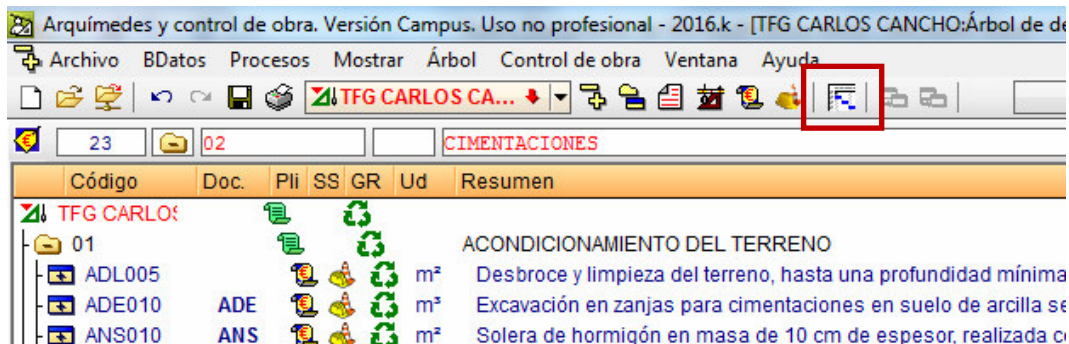 Arquímedes y control de obra. Versión Campus. Uso no profesional - 2016.k - [TFG CARLOS CANCHO:Árbol de de
Archivo BDatos Procesos Mostrar Árbol Control de obra Ventana Ayuda
TFG CARLOS CA...
23 02 CIMENTACIONES
Código Doc. Pli SS GR Ud Resumen
TFG CARLOS
01 ACONDICIONAMIENTO DEL TERRENO
ADL005 m² Desbroce y limpieza del terreno, hasta una profundidad mínima
ADE010 ADE m³ Excavación en zanjas para cimentaciones en suelo de arcilla se
ANS010 ANS m² Solera de hormigón en masa de 10 cm de espesor, realizada co